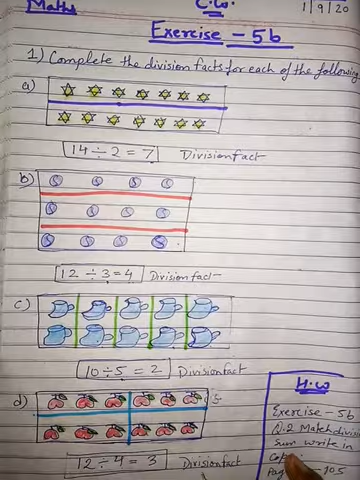 Maths C.W. 1/9/20
Exercise - 5b
1) Complete the division facts for each of the following
a)
14 ÷ 2 = 7 Division fact
b)
12 ÷ 3 = 4 Division fact
c)
10 ÷ 5 = 2 Division fact
d)
12 ÷ 4 = 3 Division fact
H.W
Exercise - 5b
Q.2 Match division
sum write in
105